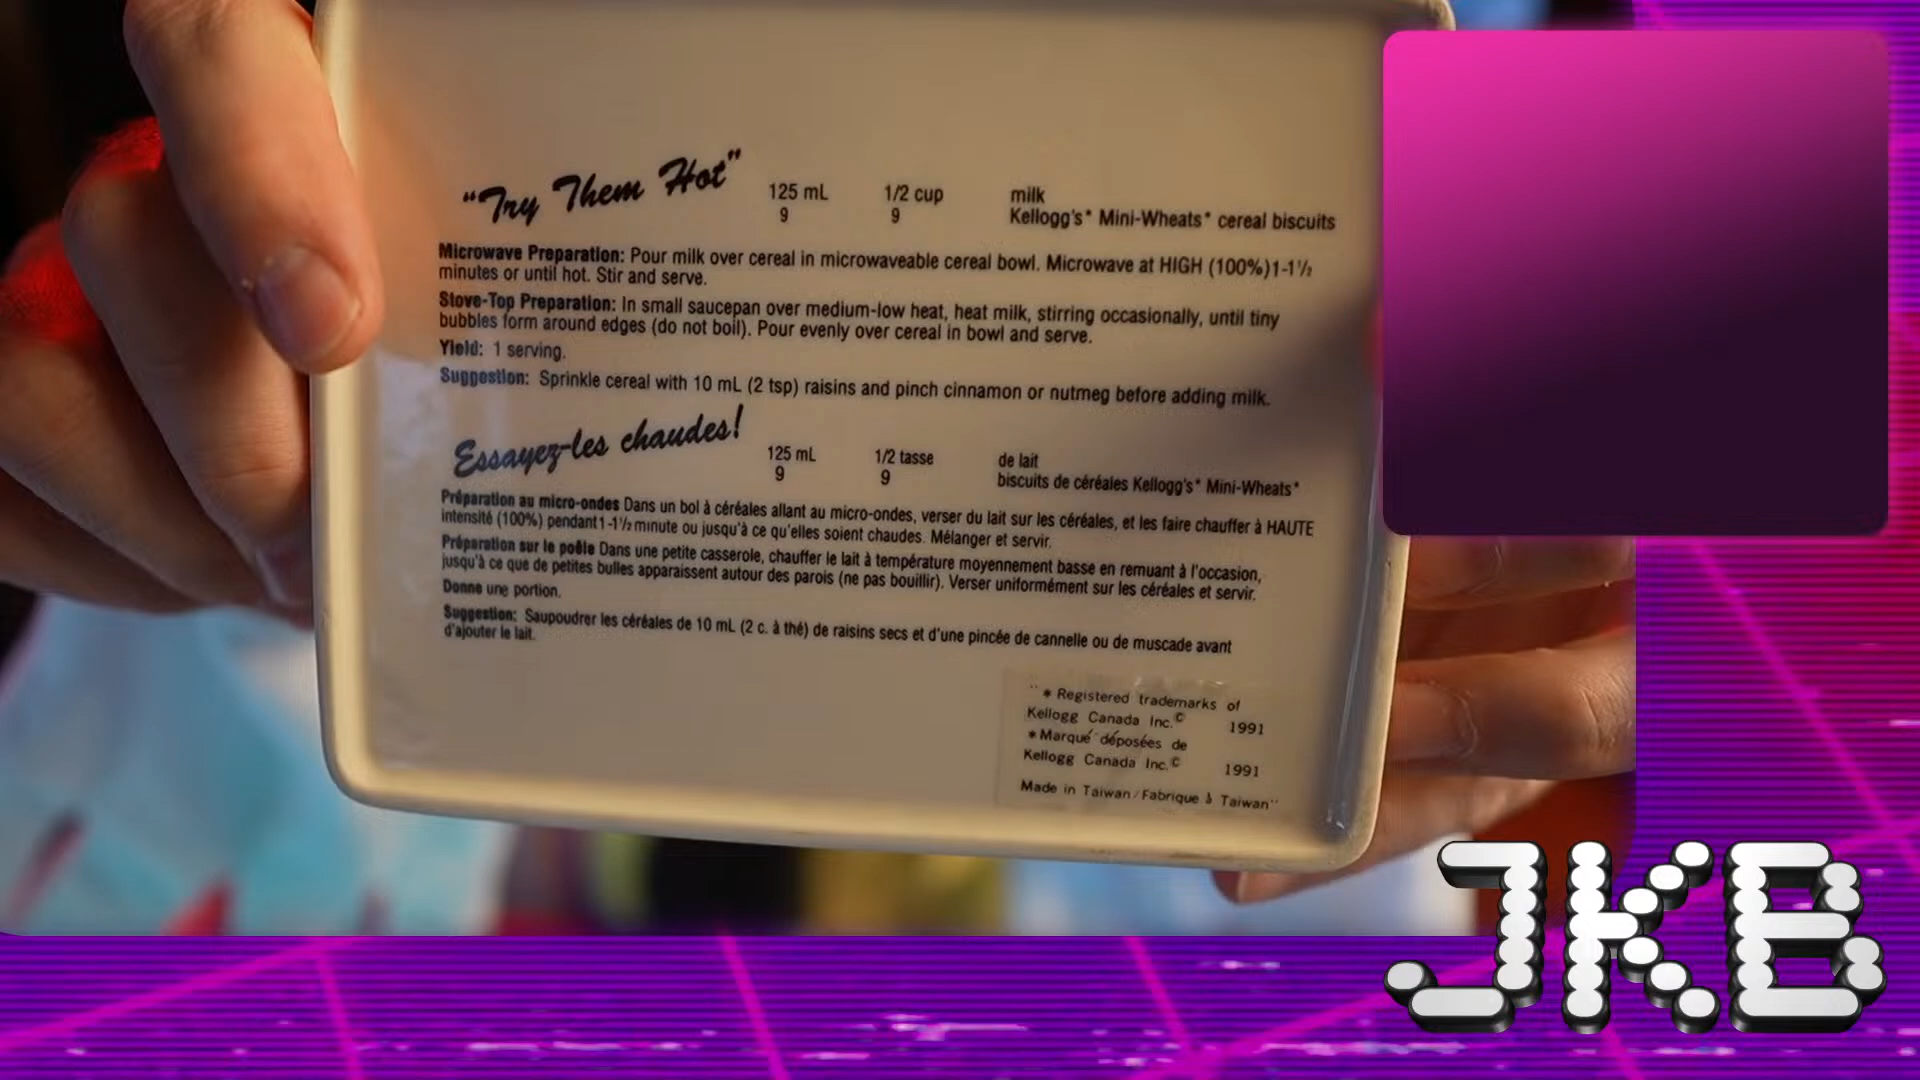 "Try Them Hot" 125 mL 1/2 cup milk
9 9 Kellogg's* Mini-Wheats* cereal biscuits
Microwave Preparation: Pour milk over cereal in microwaveable cereal bowl. Microwave at HIGH (100%)1-1½
minutes or until hot. Stir and serve.
Stove-Top Preparation: In small saucepan over medium-low heat, heat milk, stirring occasionally, until tiny
bubbles form around edges (do not boil). Pour evenly over cereal in bowl and serve.
Yield: 1 serving.
Suggestion: Sprinkle cereal with 10 mL (2 tsp) raisins and pinch cinnamon or nutmeg before adding milk.
Essayez-les chaudes! 125 mL 1/2 tasse de lait
9 9 biscuits de céréales Kellogg's* Mini-Wheats*
Préparation au micro-ondes Dans un bol à céréales allant au micro-ondes, verser du lait sur les céréales, et les faire chauffer à HAUTE
intensité (100%) pendant 1-1½ minute ou jusqu'à ce qu'elles soient chaudes. Mélanger et servir.
Préparation sur le poêle Dans une petite casserole, chauffer le lait à température moyennement basse en remuant à l'occasion,
jusqu'à ce que de petites bulles apparaissent autour des parois (ne pas bouillir). Verser uniformément sur les céréales et servir.
Donne une portion.
Suggestion: Saupoudrer les céréales de 10 mL (2 c. à thé) de raisins secs et d'une pincée de cannelle ou de muscade avant
d'ajouter le lait.
"* Registered trademarks of
Kellogg Canada Inc.© 1991
*Marqué déposées de
Kellogg Canada Inc.© 1991
Made in Taiwan/Fabrique à Taiwan"
JKB